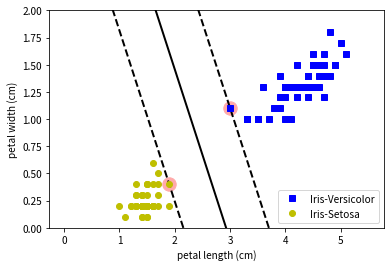 2.00
1.75
1.50
1.25
1.00
0.75
0.50
0.25
0.00
petal width (cm)
Iris-Versicolor
Iris-Setosa
0 1 2 3 4 5
petal length (cm)